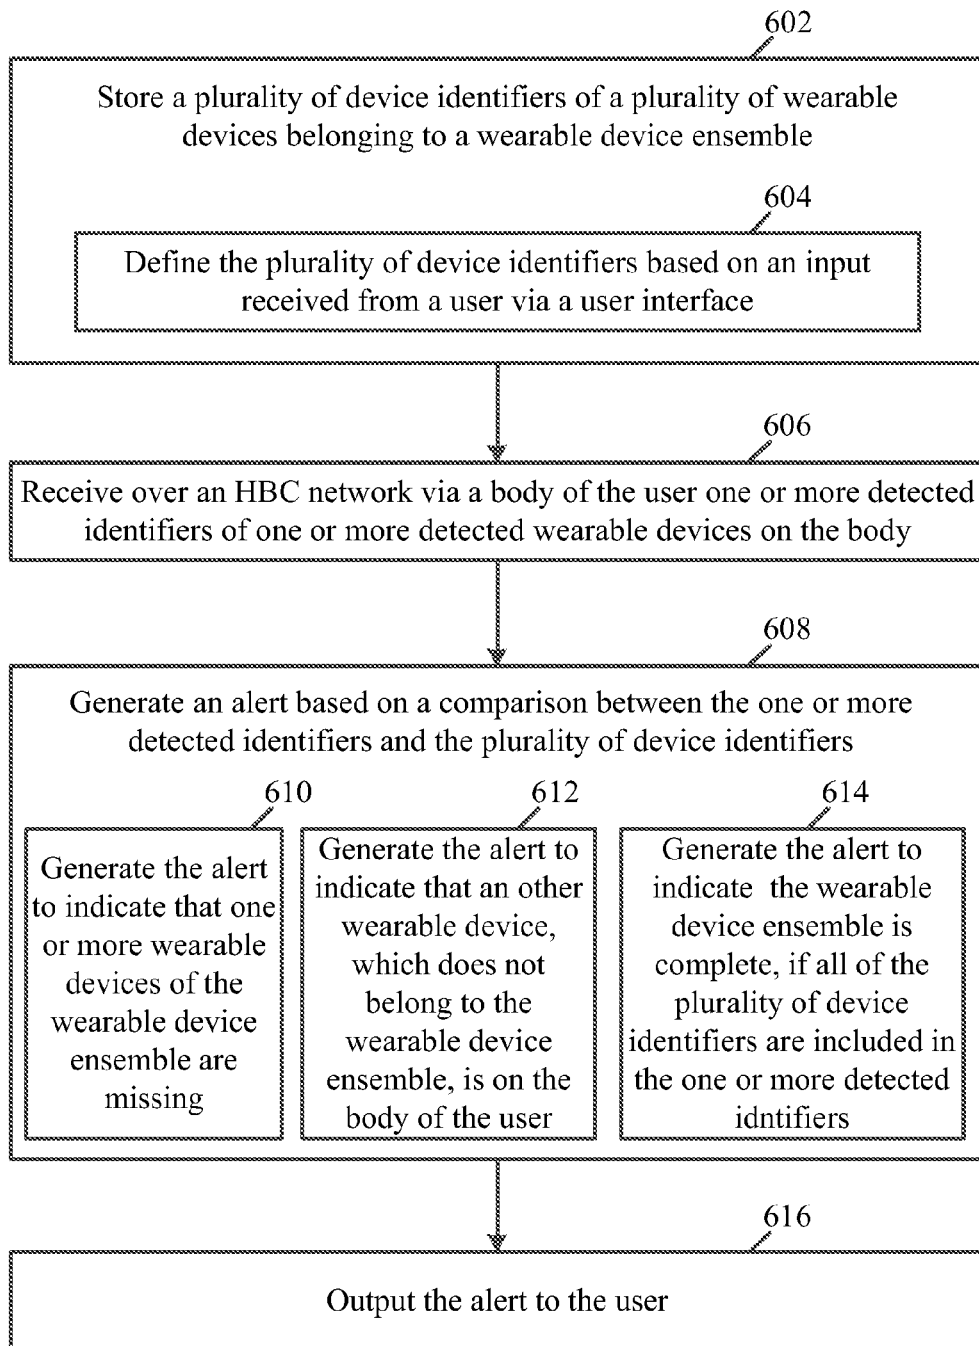 602
Store a plurality of device identifiers of a plurality of wearable
devices belonging to a wearable device ensemble
604
Define the plurality of device identifiers based on an input
received from a user via a user interface
606
Receive over an HBC network via a body of the user one or more detected
identifiers of one or more detected wearable devices on the body
608
Generate an alert based on a comparison between the one or more
detected identifiers and the plurality of device identifiers
610
Generate the alert
to indicate that one
or more wearable
devices of the
wearable device
ensemble are
missing
612
Generate the alert to
indicate that an other
wearable device,
which does not
belong to the
wearable device
ensemble, is on the
body of the user
614
Generate the alert to
indicate the wearable
device ensemble is
complete, if all of the
plurality of device
identifiers are included in
the one or more detected
idntifiers
616
Output the alert to the user